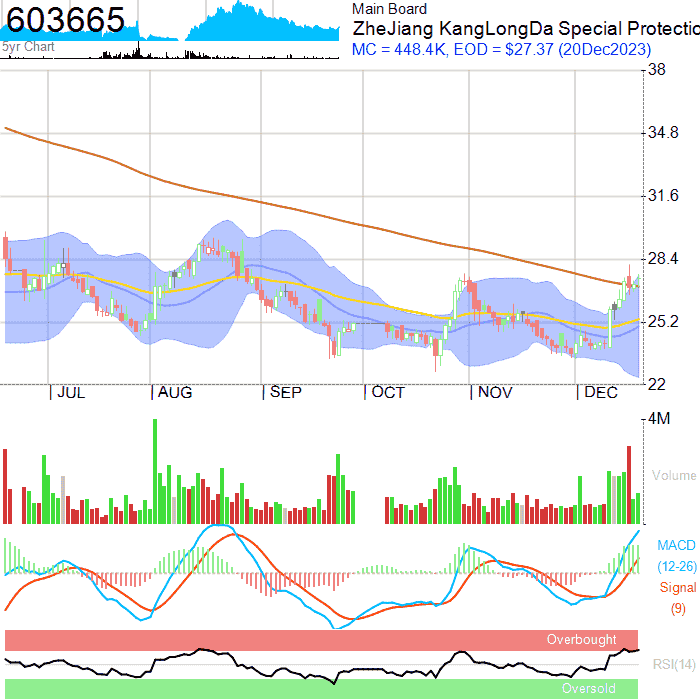 603665
5yr Chart
Main Board
ZheJiang KangLongDa Special Protectio
MC = 448.4K, EOD = $27.37 (20Dec2023)
38
34.8
31.6
28.4
25.2
22
JUL AUG SEP OCT NOV DEC
4M
Volume
MACD
(12-26)
Signal
(9)
Overbought
RSI(14)
Oversold